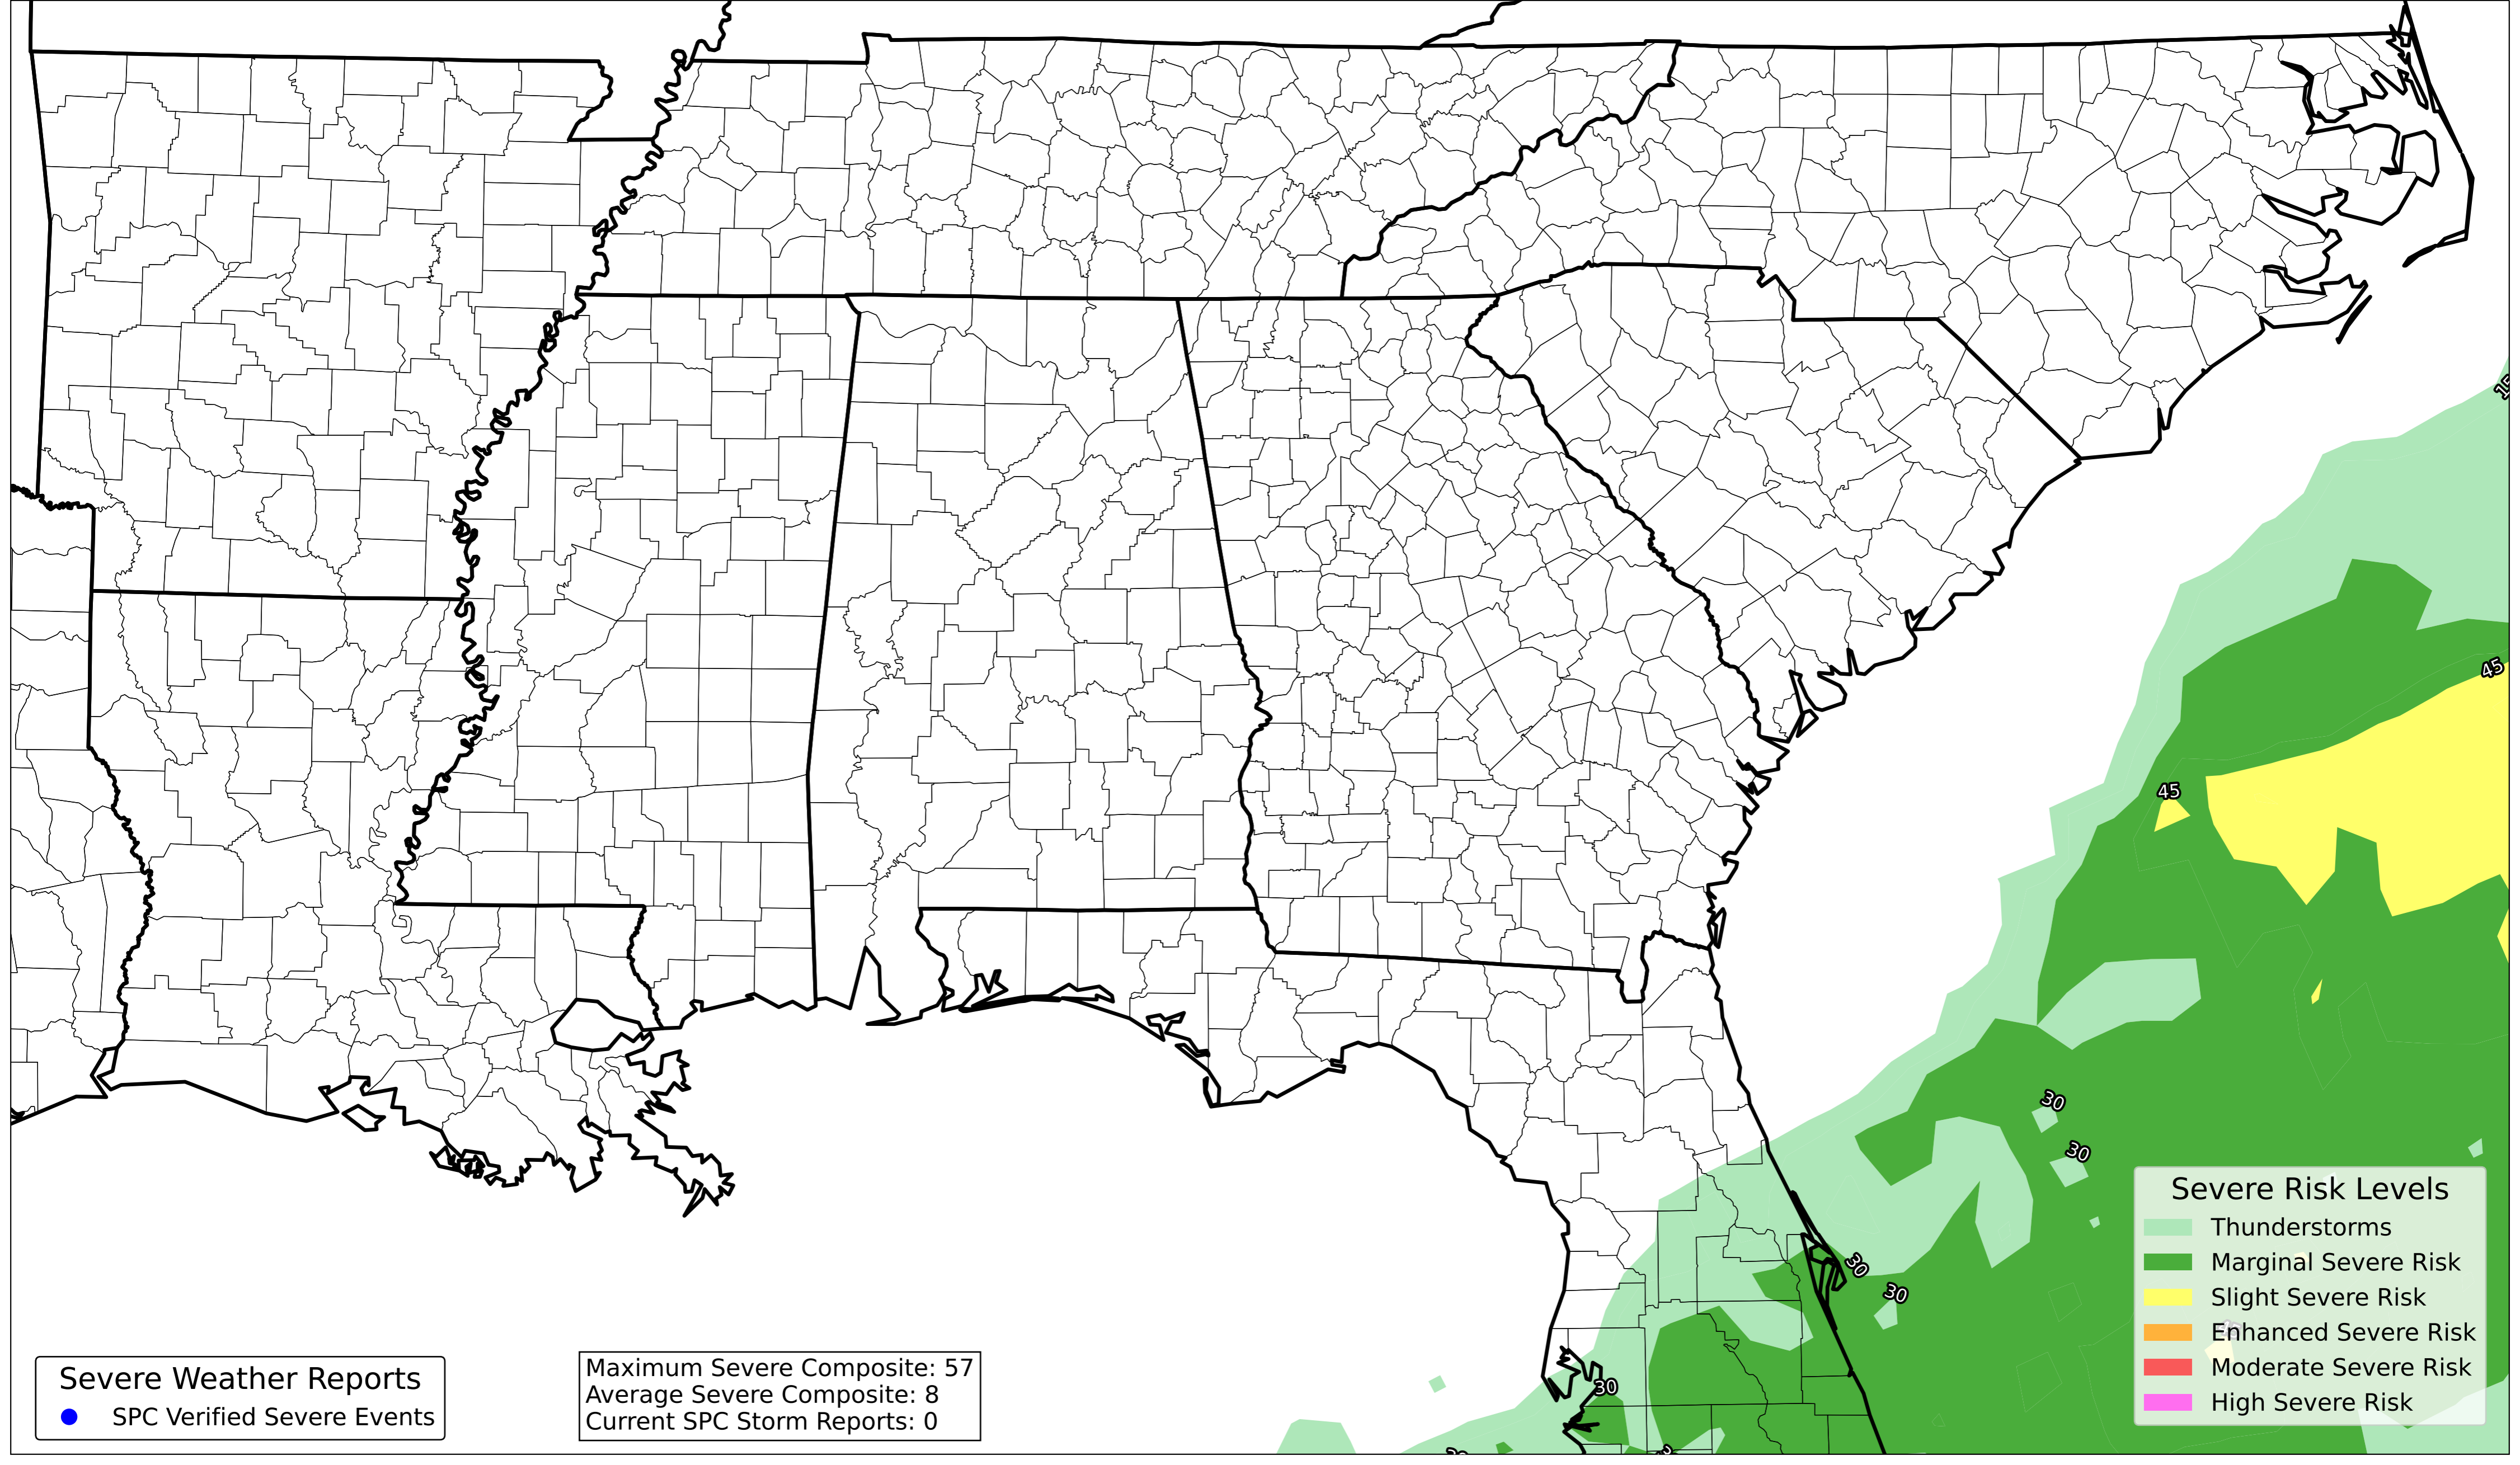 45
45
30
30
30
30
30
Severe Weather Reports
SPC Verified Severe Events
Maximum Severe Composite: 57
Average Severe Composite: 8
Current SPC Storm Reports: 0
Severe Risk Levels
Thunderstorms
Marginal Severe Risk
Slight Severe Risk
Enhanced Severe Risk
Moderate Severe Risk
High Severe Risk